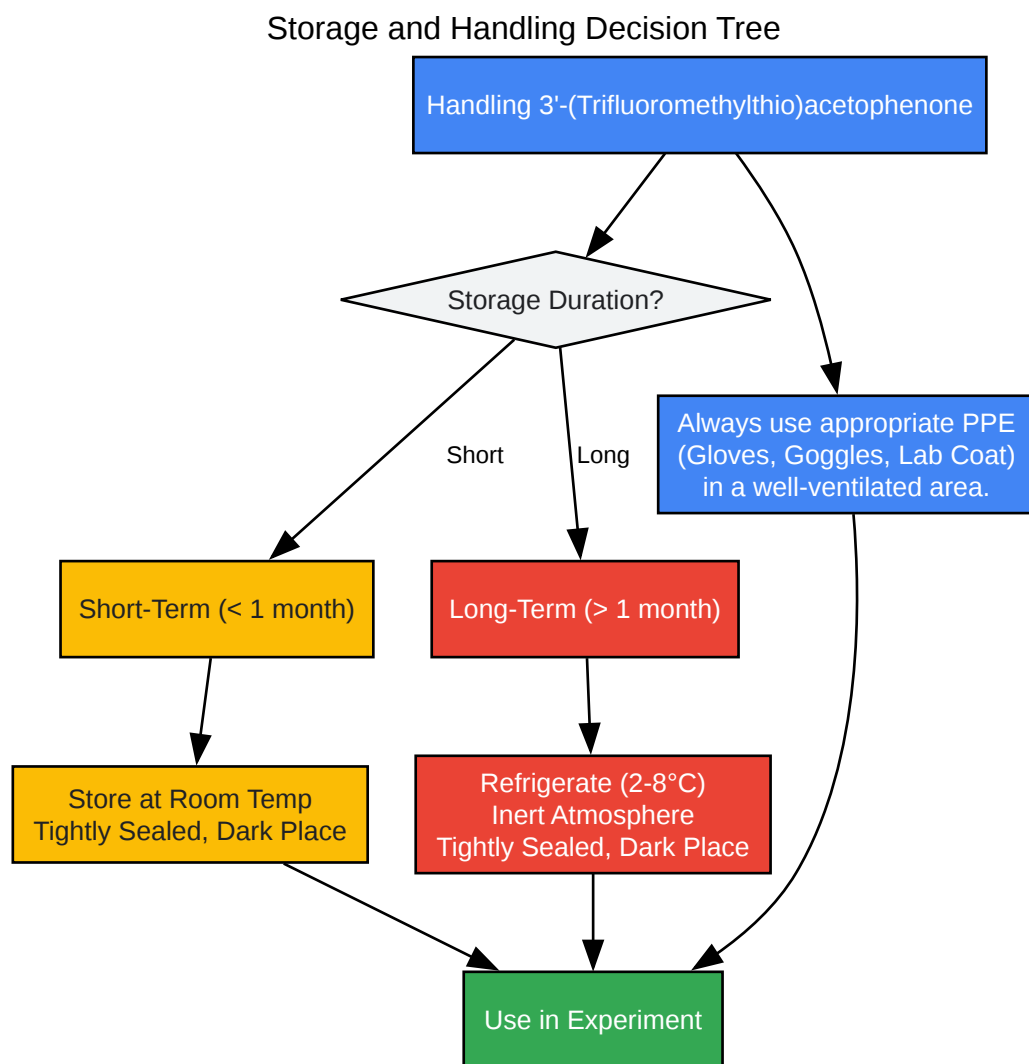 Storage and Handling Decision Tree
Handling 3'-(Trifluoromethylthio)acetophenone
Storage Duration?
Always use appropriate PPE
(Gloves, Goggles, Lab Coat)
in a well-ventilated area.
Short
Long
Short-Term (< 1 month)
Long-Term (> 1 month)
Store at Room Temp
Tightly Sealed, Dark Place
Refrigerate (2-8°C)
Inert Atmosphere
Tightly Sealed, Dark Place
Use in Experiment